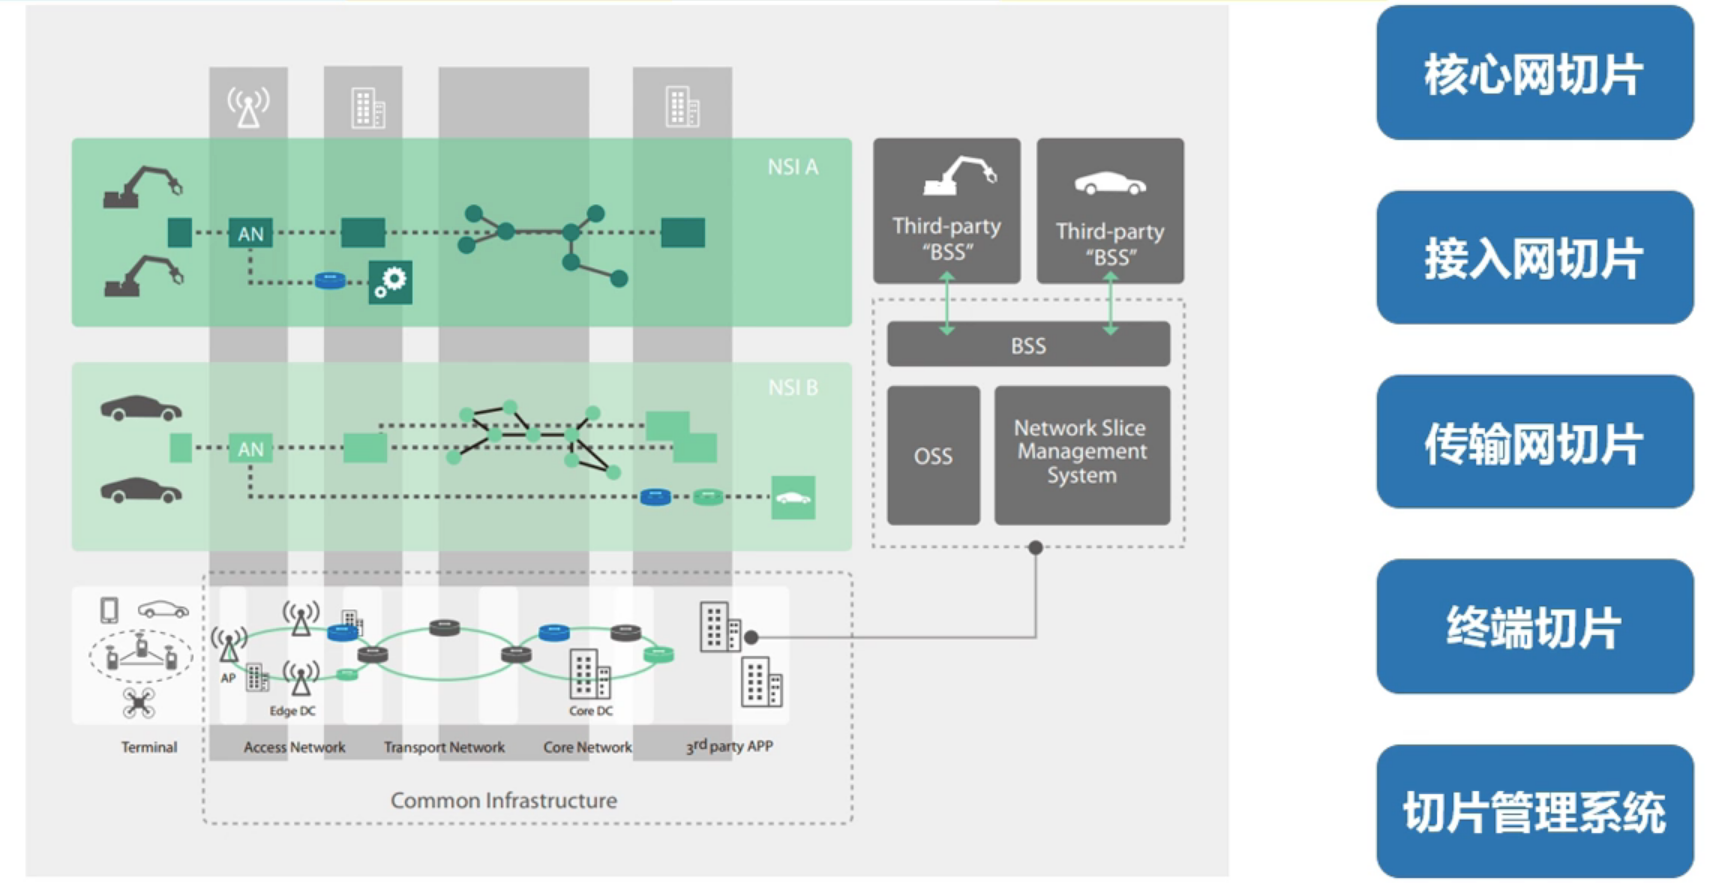 NSI A
AN
NSI B
AN
Third-party
“BSS”
Third-party
“BSS”
BSS
OSS
Network Slice
Management
System
AP
Edge DC
Core DC
Terminal
Access Network
Transport Network
Core Network
3rd party APP
Common Infrastructure
核心网切片
接入网切片
传输网切片
终端切片
切片管理系统